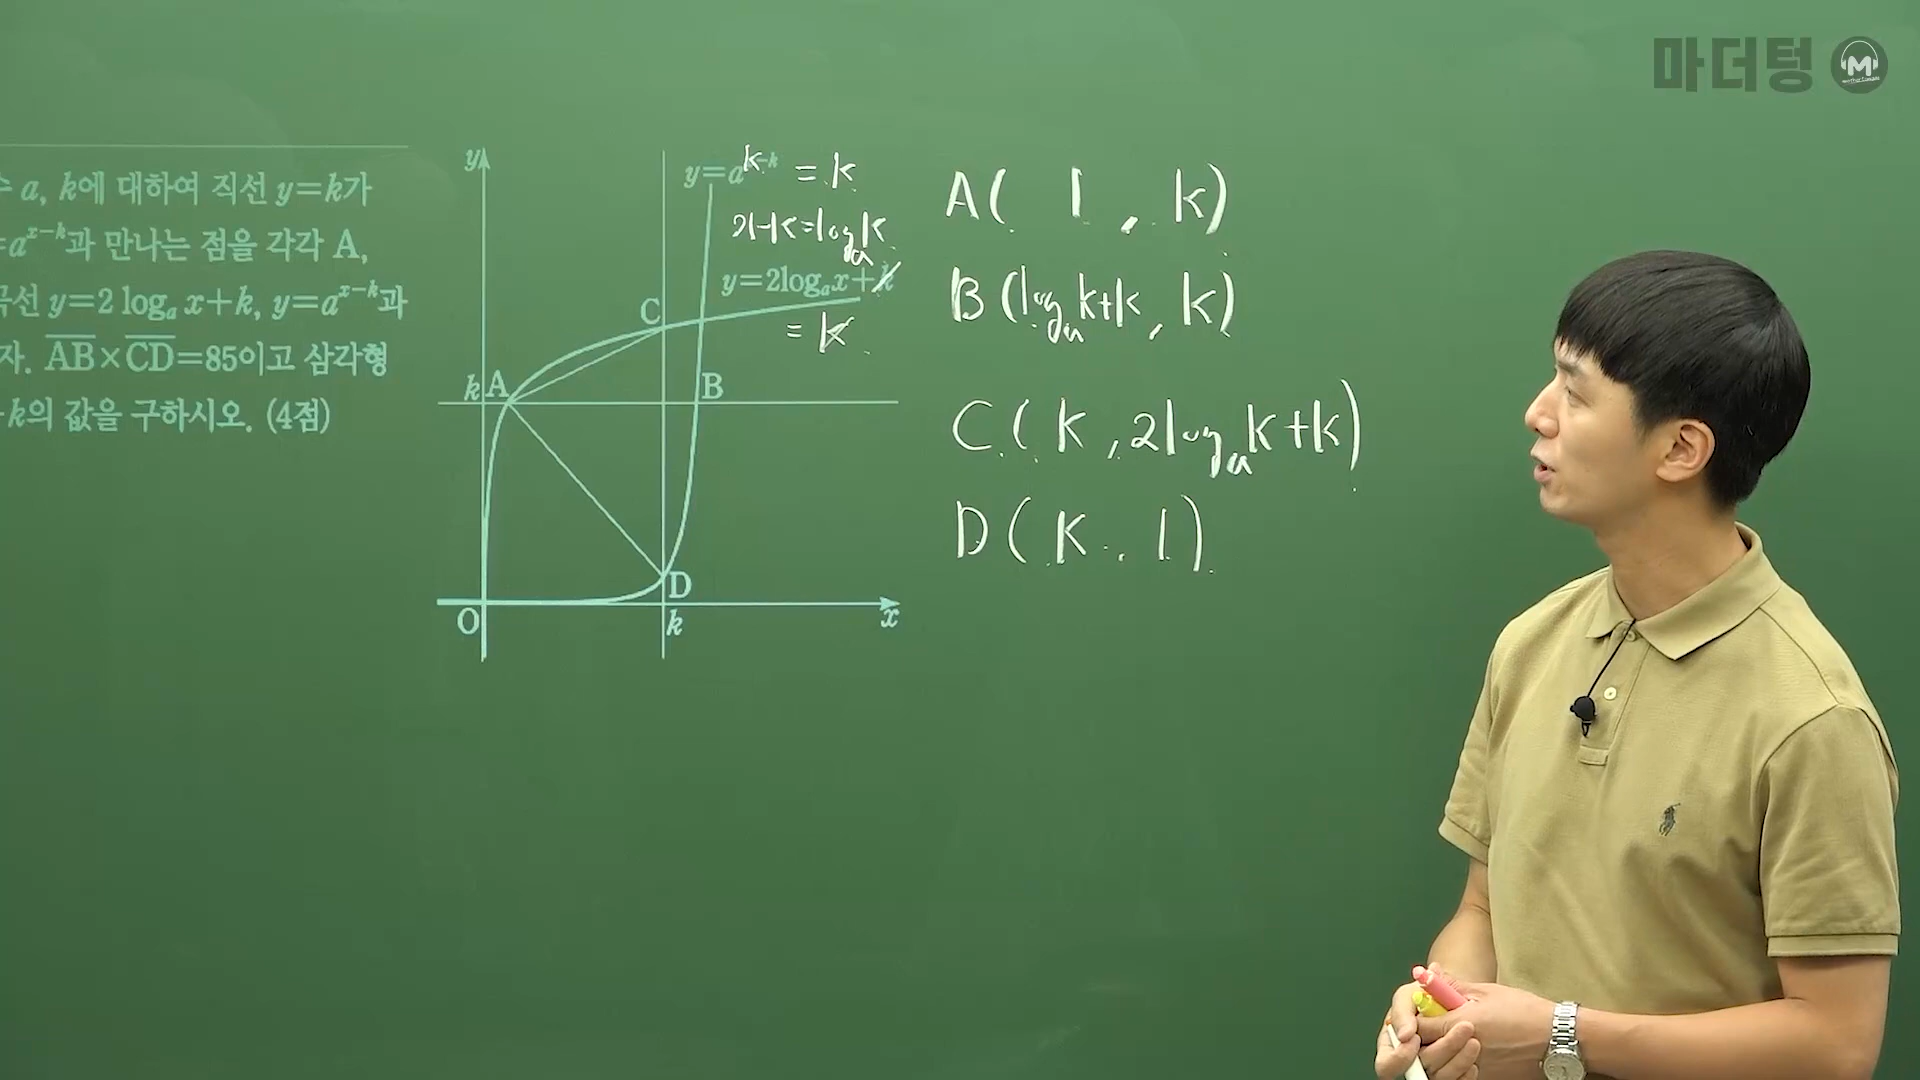 마더텅 M
a, k에 대하여 직선 y=k가
=a^{x-k}과 만나는 점을 각각 A,
곡선 y=2 log_a x+k, y=a^{x-k}과
자. AB×CD=85이고 삼각형
k의 값을 구하시오. (4점)
y
y=a^{x-k} = k
x-k=log_a k
y=2log_a x+k
= k
C
k A
B
D
O
k
x
A( 1 , k)
B(log_a k+k, k)
C(k, 2log_a k+k)
D(k, 1)